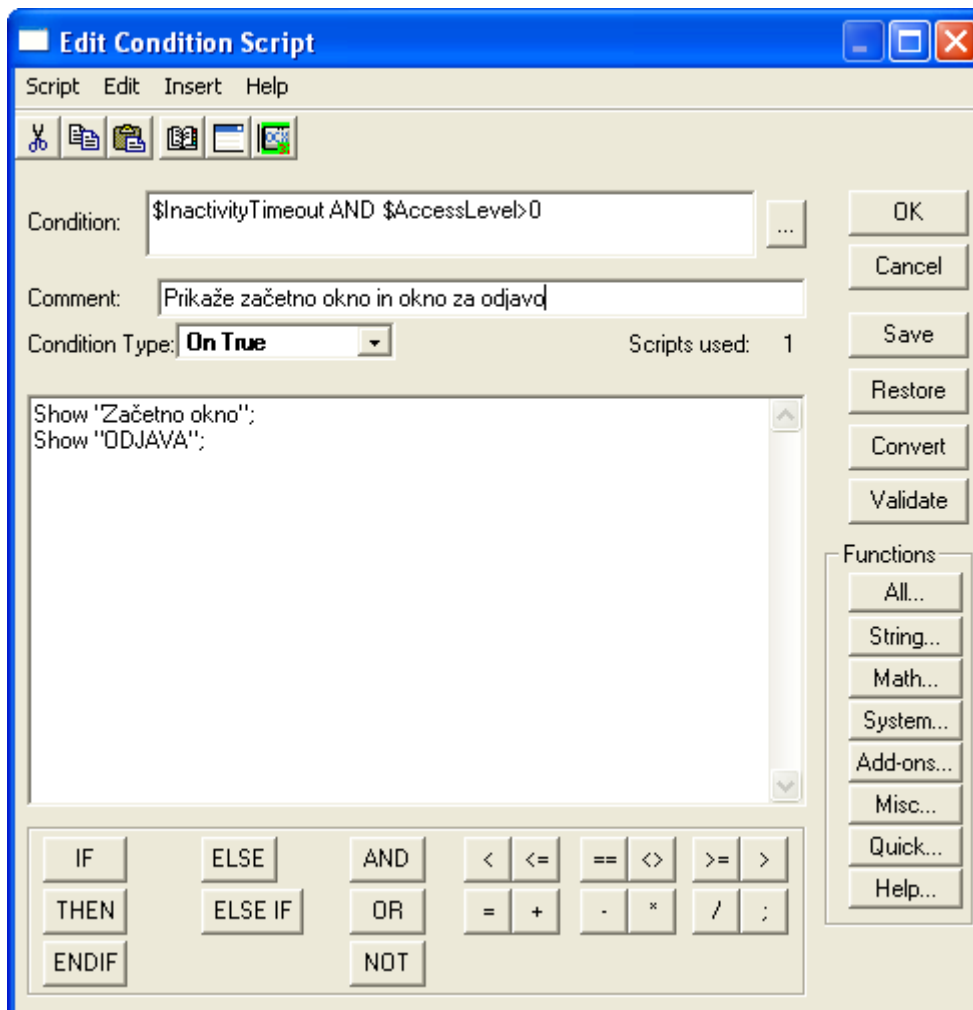 Edit Condition Script
Script Edit Insert Help
Condition: $InactivityTimeout AND $AccessLevel>0 ...
OK
Cancel
Comment: Prikaže začetno okno in okno za odjavo
Condition Type: On True Scripts used: 1
Save
Restore
Convert
Validate
Show "Začetno okno";
Show "ODJAVA";
Functions
All...
String...
Math...
System...
Add-ons...
Misc...
Quick...
Help...
IF ELSE AND < <= == <> >= >
THEN ELSE IF OR = + - * / ;
ENDIF NOT